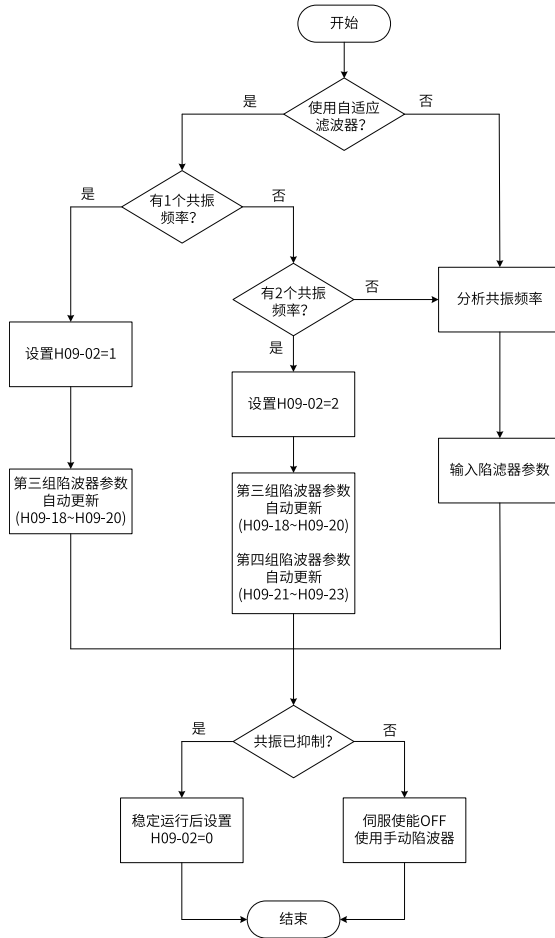 开始
使用自适应
滤波器？
是
否
有1个共振
频率？
是
否
有2个共振
频率？
否
是
分析共振频率
设置H09-02=1
设置H09-02=2
第三组陷波器参数
自动更新
(H09-18~H09-20)
第三组陷波器参数
自动更新
(H09-18~H09-20)
第四组陷波器参数
自动更新
(H09-21~H09-23)
输入陷滤器参数
共振已抑制？
是
否
稳定运行后设置
H09-02=0
伺服使能OFF
使用手动陷波器
结束